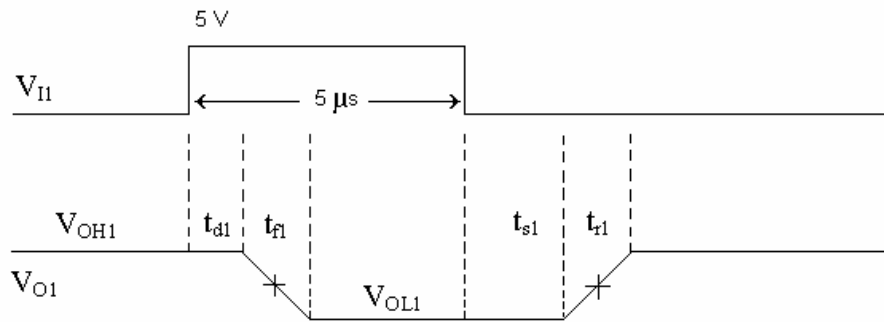 5 V
V_I1
5 μs
V_OH1
t_d1
t_f1
t_s1
t_r1
V_O1
V_OL1